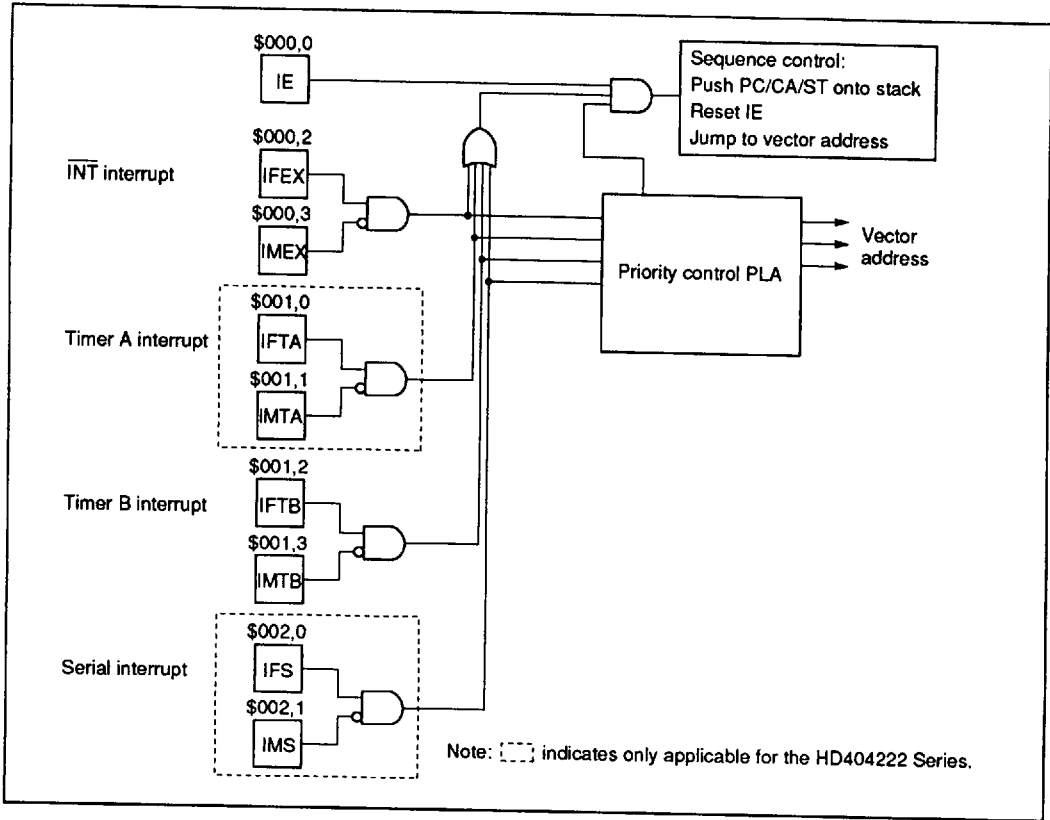 $000,0
IE
Sequence control:
Push PC/CA/ST onto stack
Reset IE
Jump to vector address
$000,2
INT interrupt
IFEX
$000,3
IMEX
Priority control PLA
Vector
address
$001,0
Timer A interrupt
IFTA
$001,1
IMTA
$001,2
Timer B interrupt
IFTB
$001,3
IMTB
$002,0
Serial interrupt
IFS
$002,1
IMS
Note: indicates only applicable for the HD404222 Series.